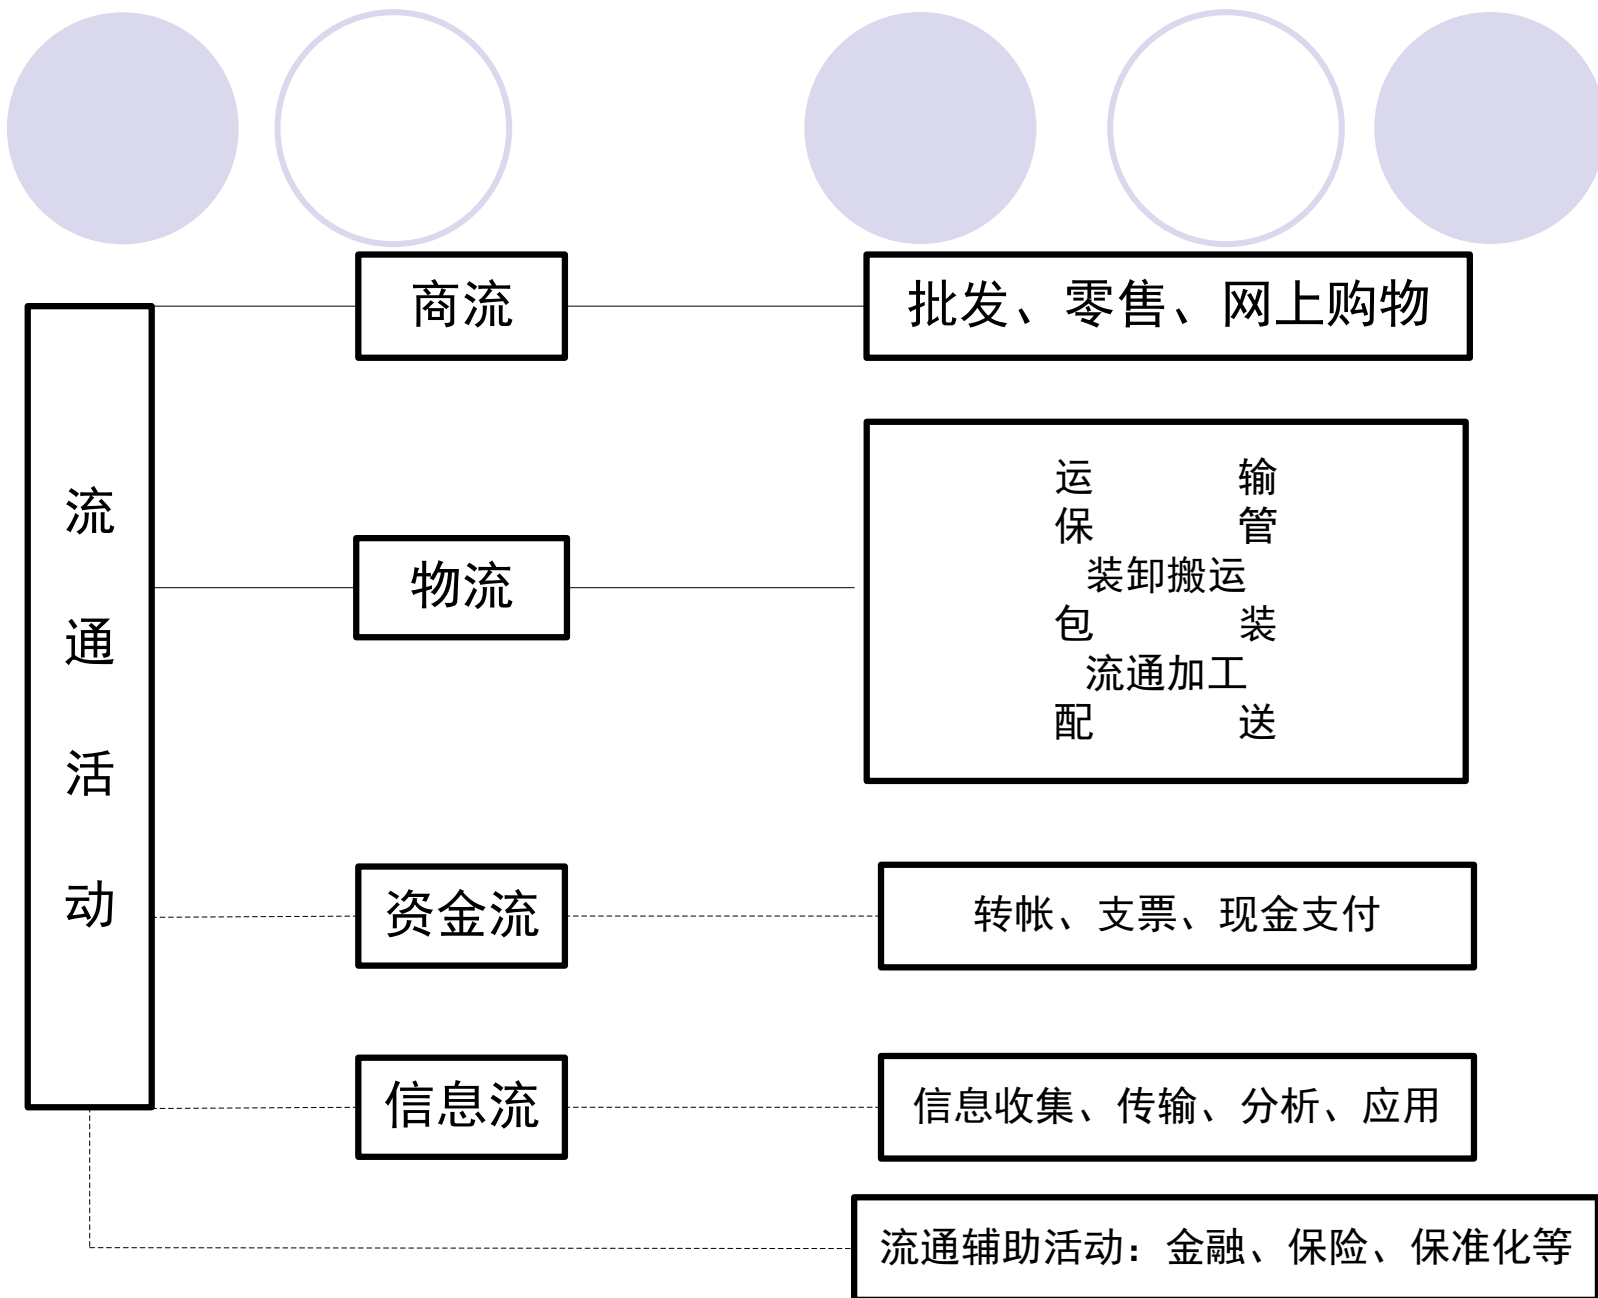 流
通
活
动
商流
批发、零售、网上购物
物流
运 输
保 管
装卸搬运
包 装
流通加工
配 送
资金流
转帐、支票、现金支付
信息流
信息收集、传输、分析、应用
流通辅助活动：金融、保险、保准化等